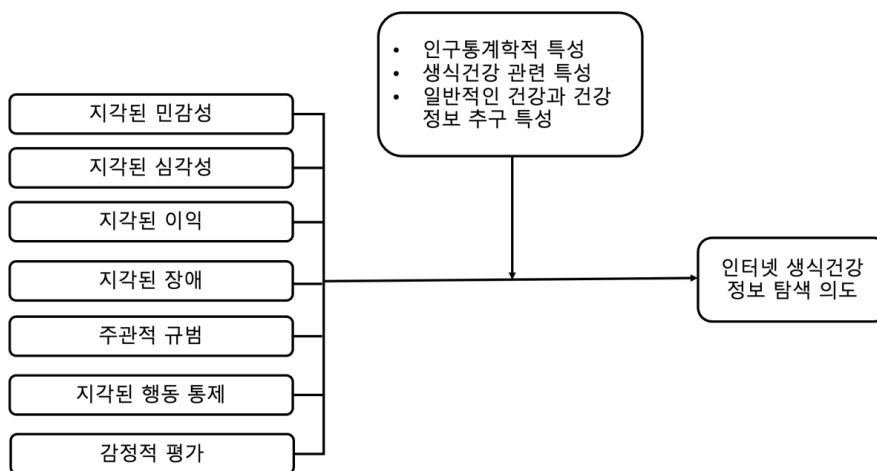 • 인구통계학적 특성
• 생식건강 관련 특성
• 일반적인 건강과 건강
정보 추구 특성
지각된 민감성
지각된 심각성
지각된 이익
지각된 장애
주관적 규범
지각된 행동 통제
감정적 평가
인터넷 생식건강
정보 탐색 의도